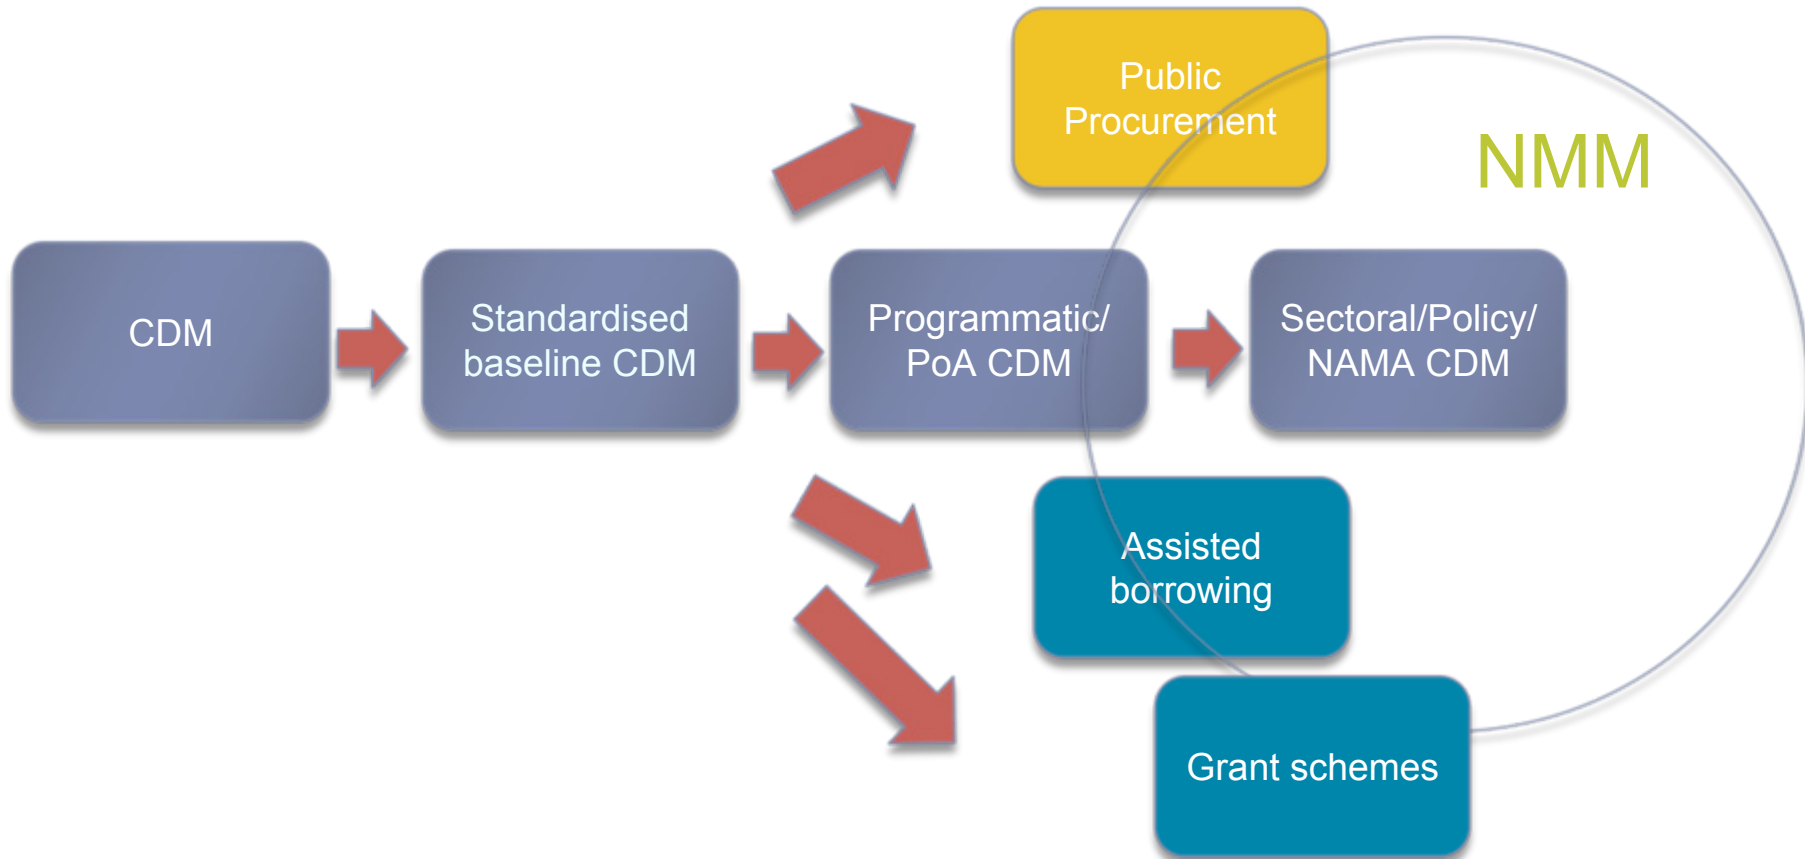 Public
Procurement
NMM
CDM
Standardised
baseline CDM
Programmatic/
PoA CDM
Sectoral/Policy/
NAMA CDM
Assisted
borrowing
Grant schemes